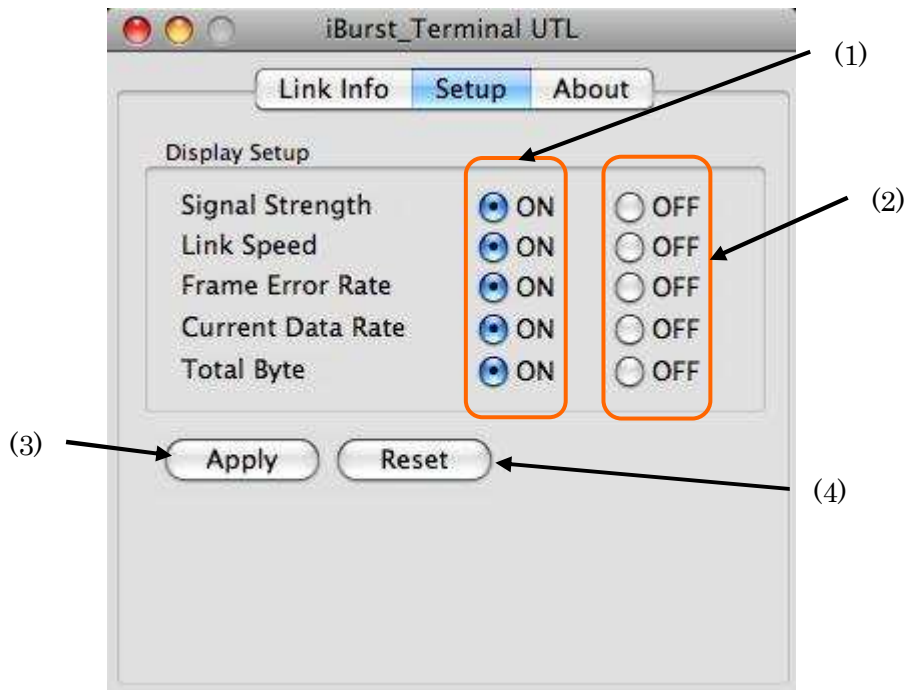 iBurst_Terminal UTL
(1)
Link Info Setup About
Display Setup
Signal Strength ON OFF
(2)
Link Speed ON OFF
Frame Error Rate ON OFF
Current Data Rate ON OFF
Total Byte ON OFF
(3)
Apply Reset
(4)